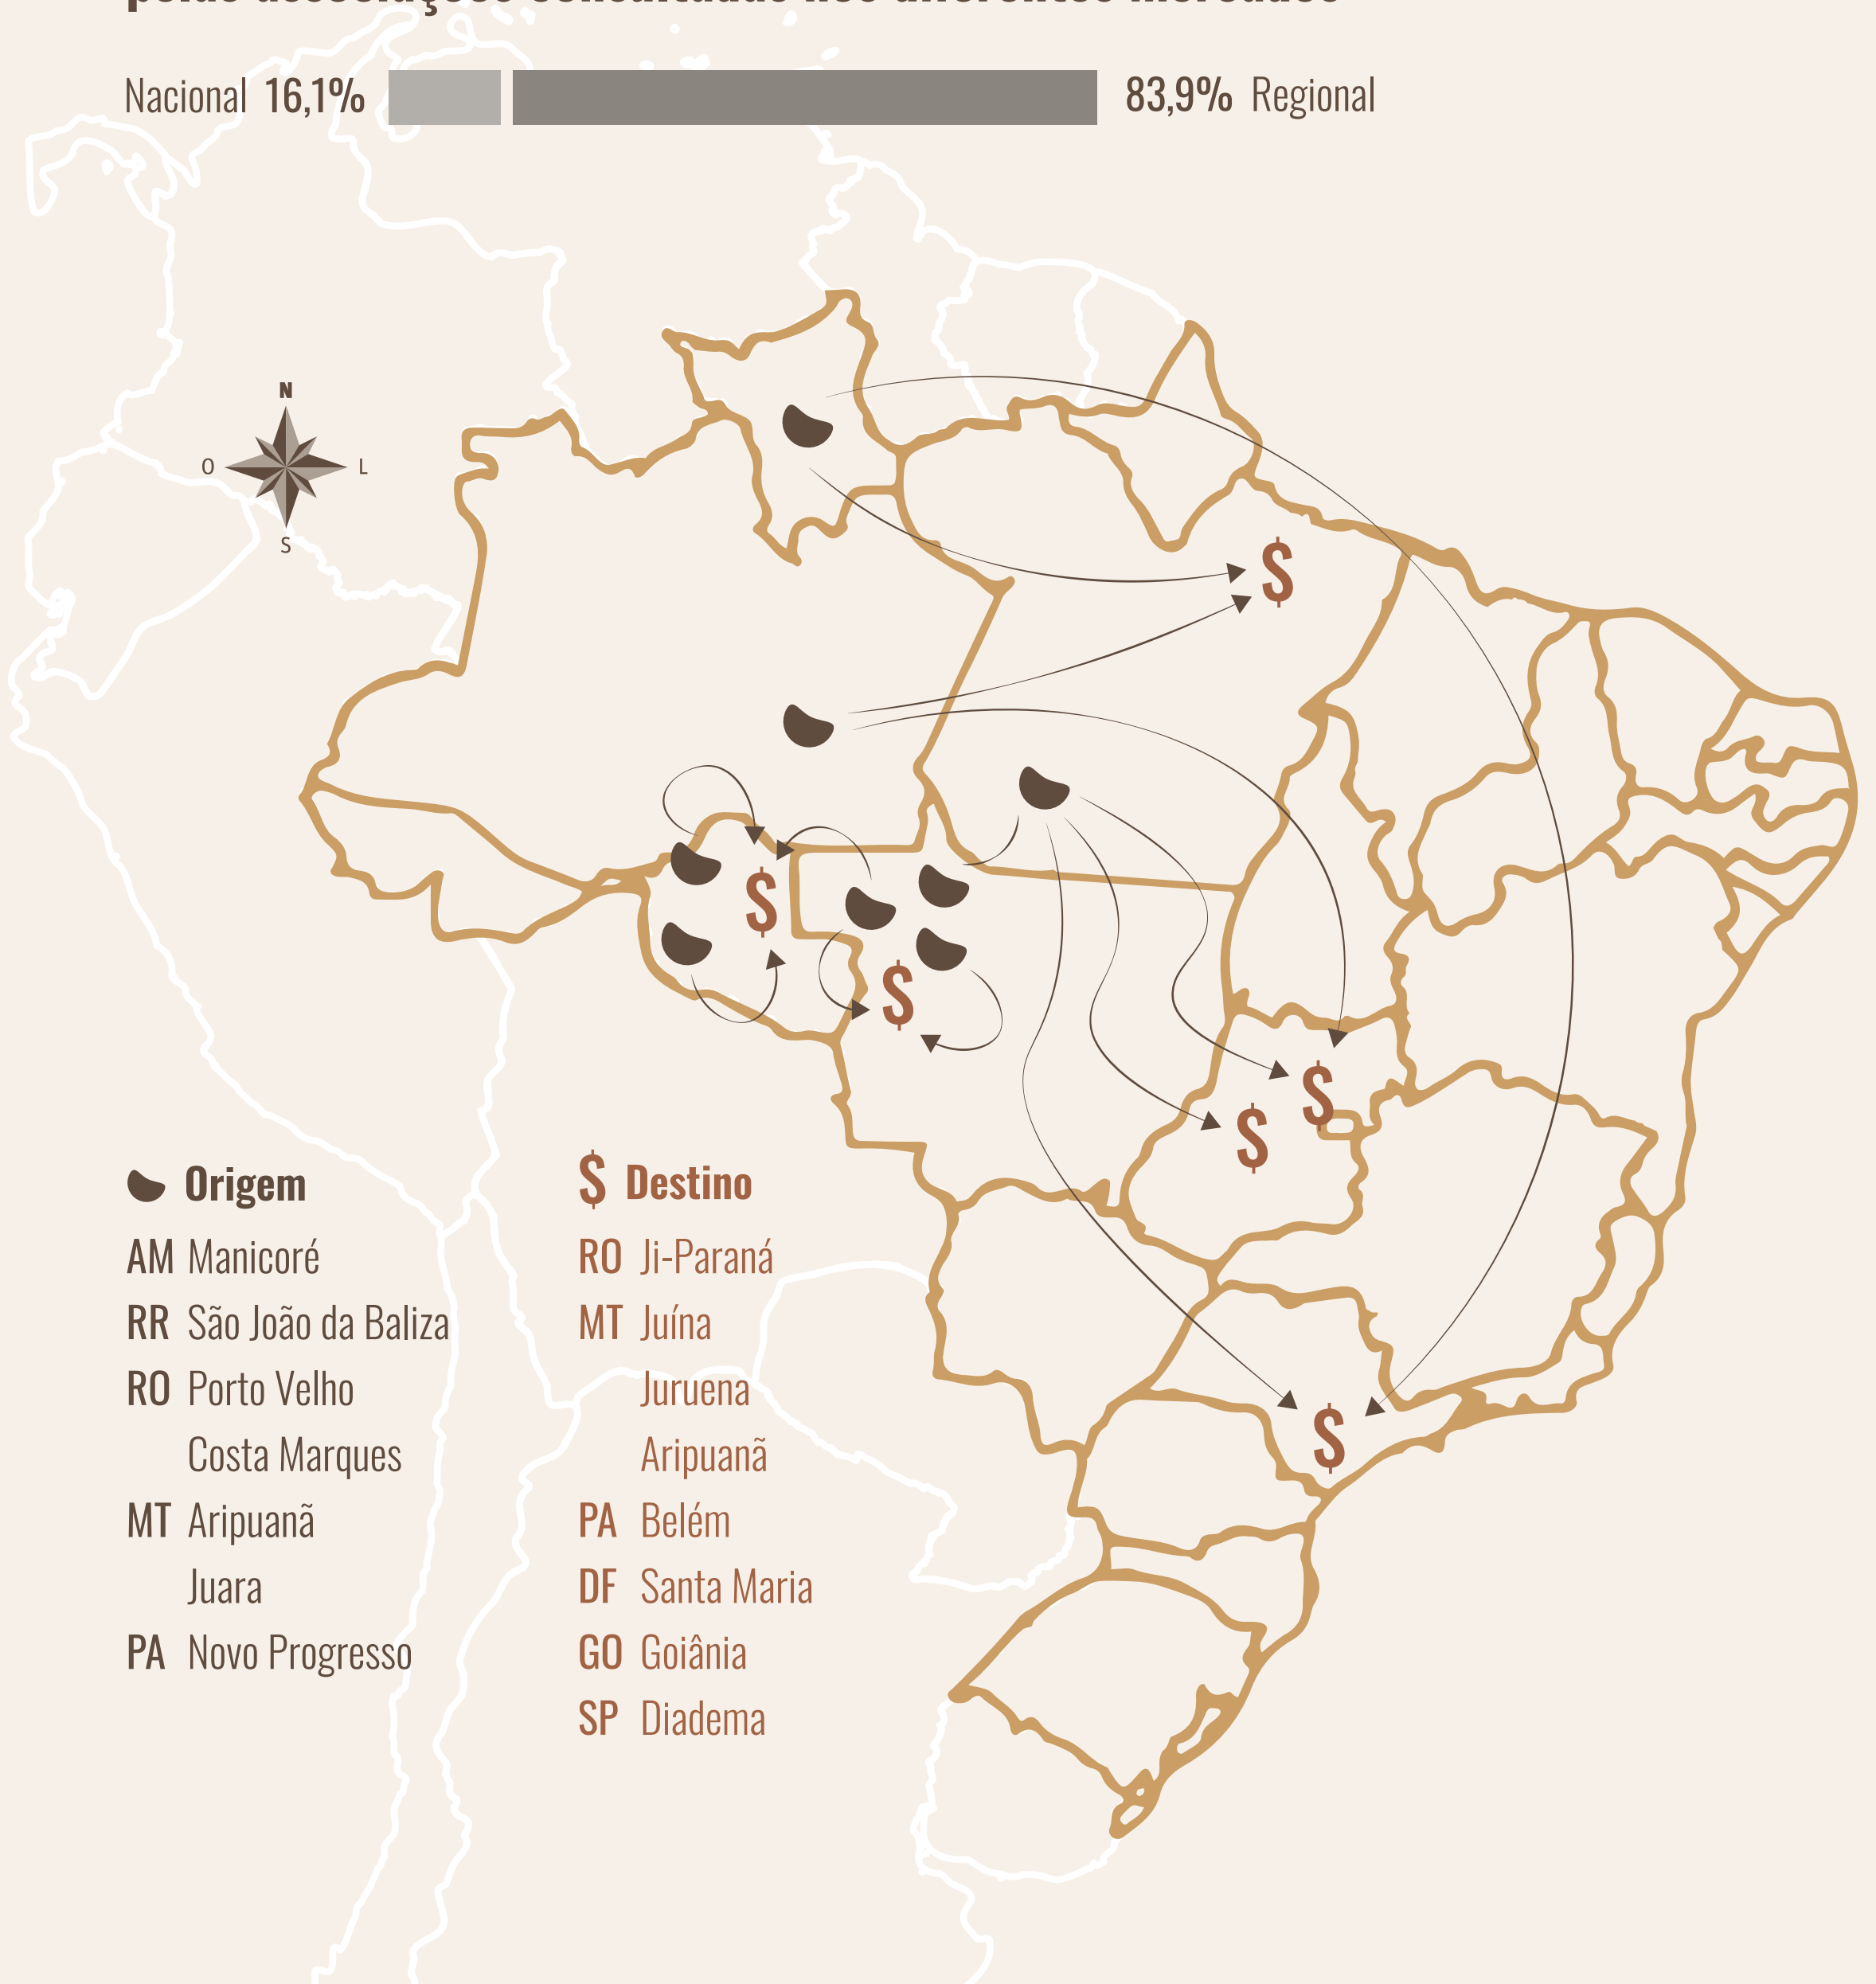 Nacional 16,1% 83,9% Regional
N
O L
S
Origem
AM Manicoré
RR São João da Baliza
RO Porto Velho
Costa Marques
MT Aripuanã
Juara
PA Novo Progresso
$ Destino
RO Ji-Paraná
MT Juína
Juruena
Aripuanã
PA Belém
DF Santa Maria
GO Goiânia
SP Diadema
$
$
$
$
$
$